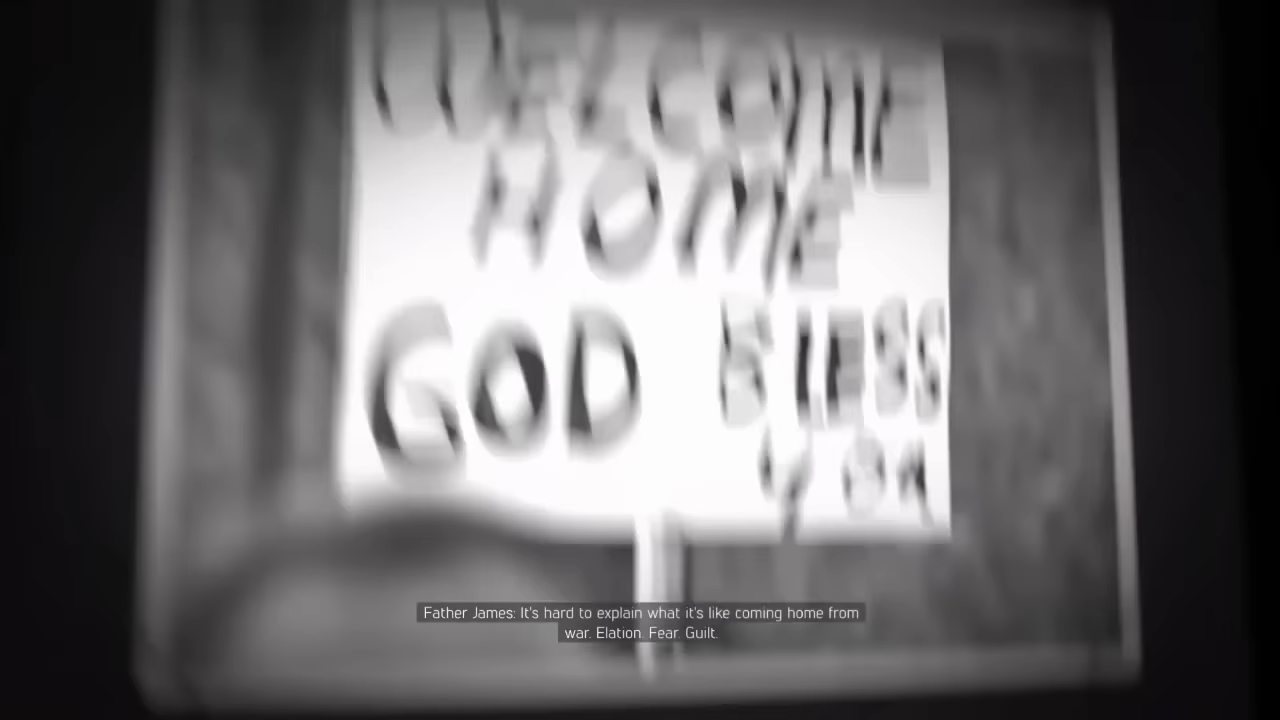 WELCOME
HOME
GOD BLESS
YOU
Father James: It's hard to explain what it's like coming home from
war. Elation. Fear. Guilt.